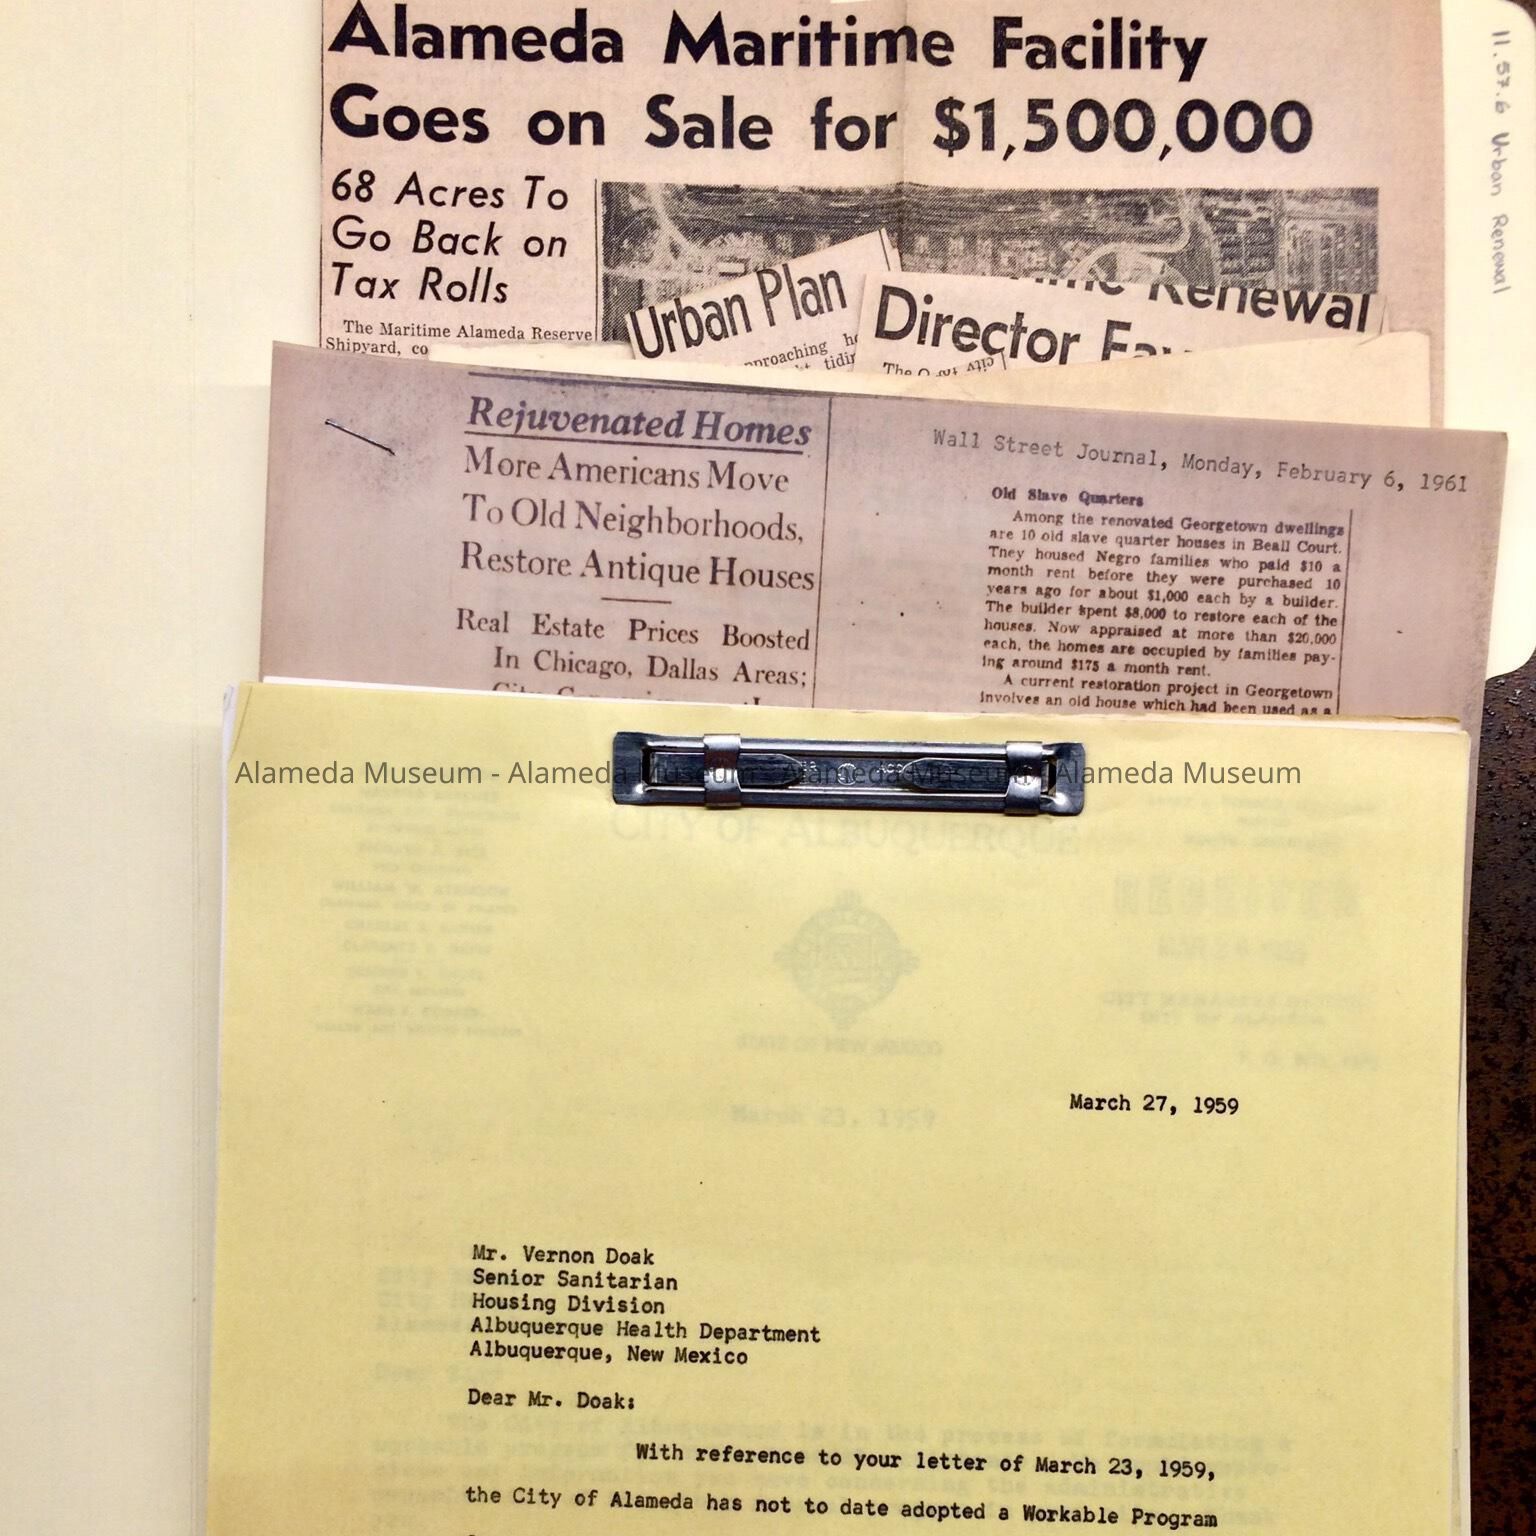 Alameda Maritime Facility
Goes on Sale for $1,500,000
68 Acres To
Go Back on
Tax Rolls
The Maritime Alameda Reserve
Shipyard, co
Urban Plan
Renewal
Director
11.57.6 Urban Renewal
Rejuvenated Homes
More Americans Move
To Old Neighborhoods,
Restore Antique Houses
Real Estate Prices Boosted
In Chicago, Dallas Areas;
Wall Street Journal, Monday, February 6, 1961
Old Slave Quarters
Among the renovated Georgetown dwellings
are 10 old slave quarter houses in Beall Court.
They housed Negro families who paid $10 a
month rent before they were purchased 10
years ago for about $1,000 each by a builder.
The builder spent $8,000 to restore each of the
houses. Now appraised at more than $20,000
each, the homes are occupied by families pay-
ing around $175 a month rent.
A current restoration project in Georgetown
involves an old house which had been used as a
Alameda Museum - Alameda Museum - Alameda Museum - Alameda Museum
CITY OF ALBUQUERQUE
STATE OF NEW MEXICO
March 27, 1959
March 23, 1959
Mr. Vernon Doak
Senior Sanitarian
Housing Division
Albuquerque Health Department
Albuquerque, New Mexico
Dear Mr. Doak:
With reference to your letter of March 23, 1959,
the City of Alameda has not to date adopted a Workable Program